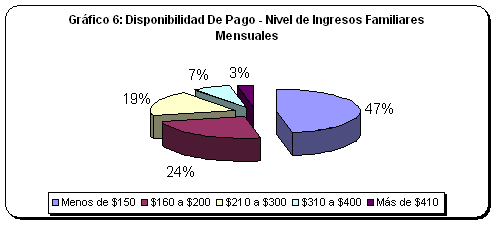 Gráfico 6: Disponibilidad De Pago - Nivel de Ingresos Familiares
Mensuales
3%
7%
19%
47%
24%
Menos de $150 $160 a $200 $210 a $300 $310 a $400 Más de $410